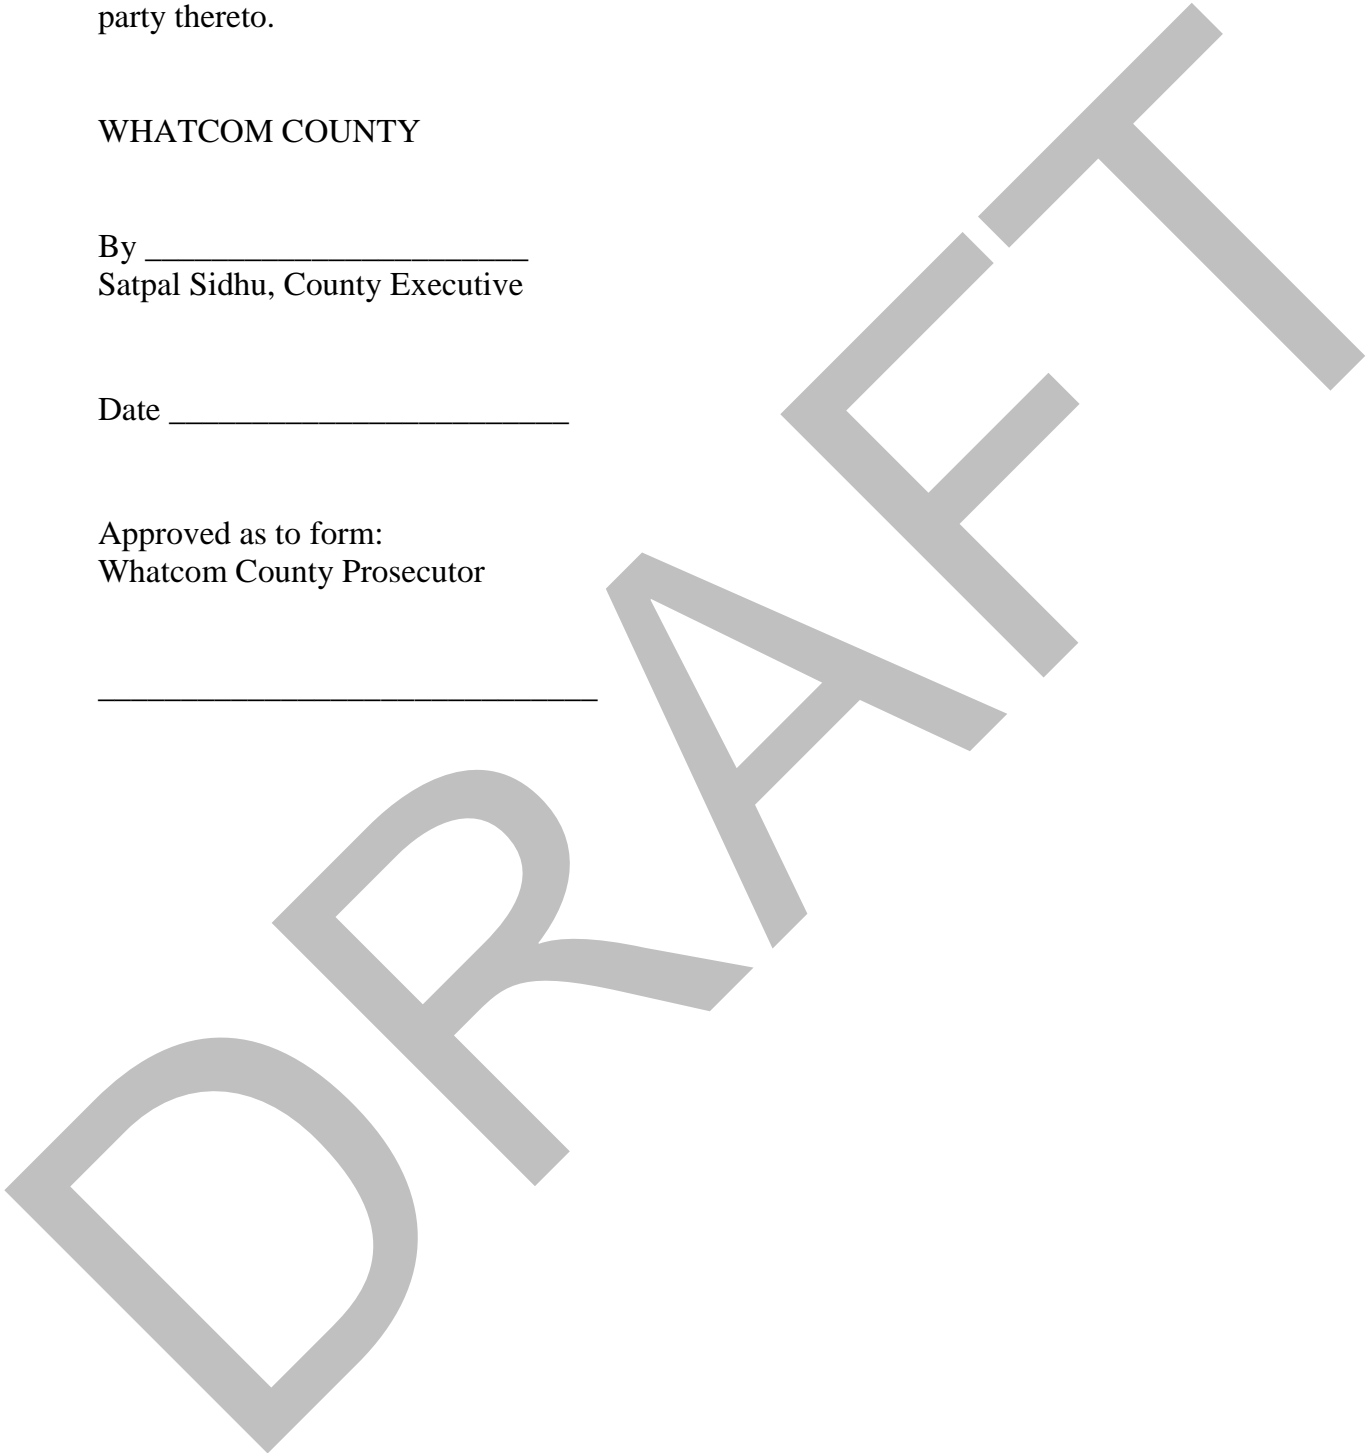 party thereto.
WHATCOM COUNTY
By _______________________
Satpal Sidhu, County Executive
Date ________________________
Approved as to form:
Whatcom County Prosecutor
______________________________
DRAFT